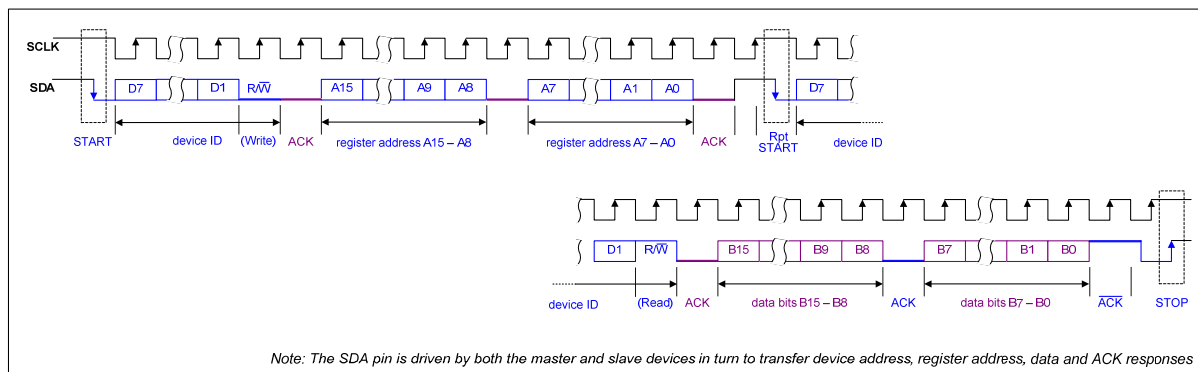 SCLK
SDA
D7 D1 R/W̅ A15 A9 A8 A7 A1 A0 D7
START device ID (Write) ACK register address A15 – A8 register address A7 – A0 ACK Rpt START device ID
D1 R/W̅ B15 B9 B8 B7 B1 B0
device ID (Read) ACK data bits B15 – B8 ACK data bits B7 – B0 A̅C̅K̅ STOP
Note: The SDA pin is driven by both the master and slave devices in turn to transfer device address, register address, data and ACK responses